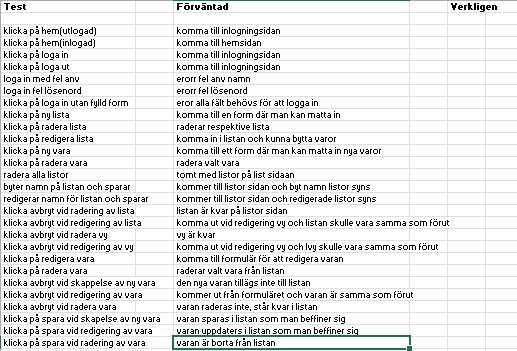 Test Förväntad Verkligen
klicka på hem(utlogad) komma till inlogningsidan
klicka på hem(inlogad) komma till hemsidan
klicka på loga in komma till inlogningsidan
klicka på loga ut komma till inlogningsidan
loga in med fel anv erorr fel anv namn
loga in fel lösenord erorr fel lösenord
klicka på loga in utan fylld form eror alla fält behövs för att logga in
klicka på ny lista komma till en form där man kan matta in
klicka på radera lista raderar respektive lista
klicka på redigera lista komma in i listan och kunna bytta varor
klicka på ny vara komma till ett form där man kan matta in nya varor
klicka på radera vara radera valt vara
radera alla listor tomt med listor på list sidaan
byter namn på listan och sparar kommer till listor sidan och byt namn listor syns
redigerar namn för listan och sparar kommer till listor sidan och redigerade listor syns
klicka avbryt vid radering av lista listan är kvar på listor sidan
klicka avbryt vid redigering av lista komma ut vid redigering vy och listan skulle vara samma som förut
klicka avbryt vid radera vy vy är kvar
klicka avbryt vid redigering av vy komma ut vid redigering vy och lvy skulle vara samma som förut
klicka på redigera vara komma till formulär för att redigera varan
klicka på radera vara raderar valt vara från listan
klicka avbryt vid skappelse av ny vara den nya varan tillägs inte till listan
klicka avbryt vid redigering av vara kommer ut från formuläret och varan är samma som förut
klicka avbryt vid radera vara varan raderas inte, står kvar i listan
klicka på spara vid skapelse av ny vara varan sparas i listan som man beffiner sig
klicka på spara vid redigering av vara varan uppdaters i listan som man beffiner sig
klicka på spara vid radering av vara varan är borta från listan